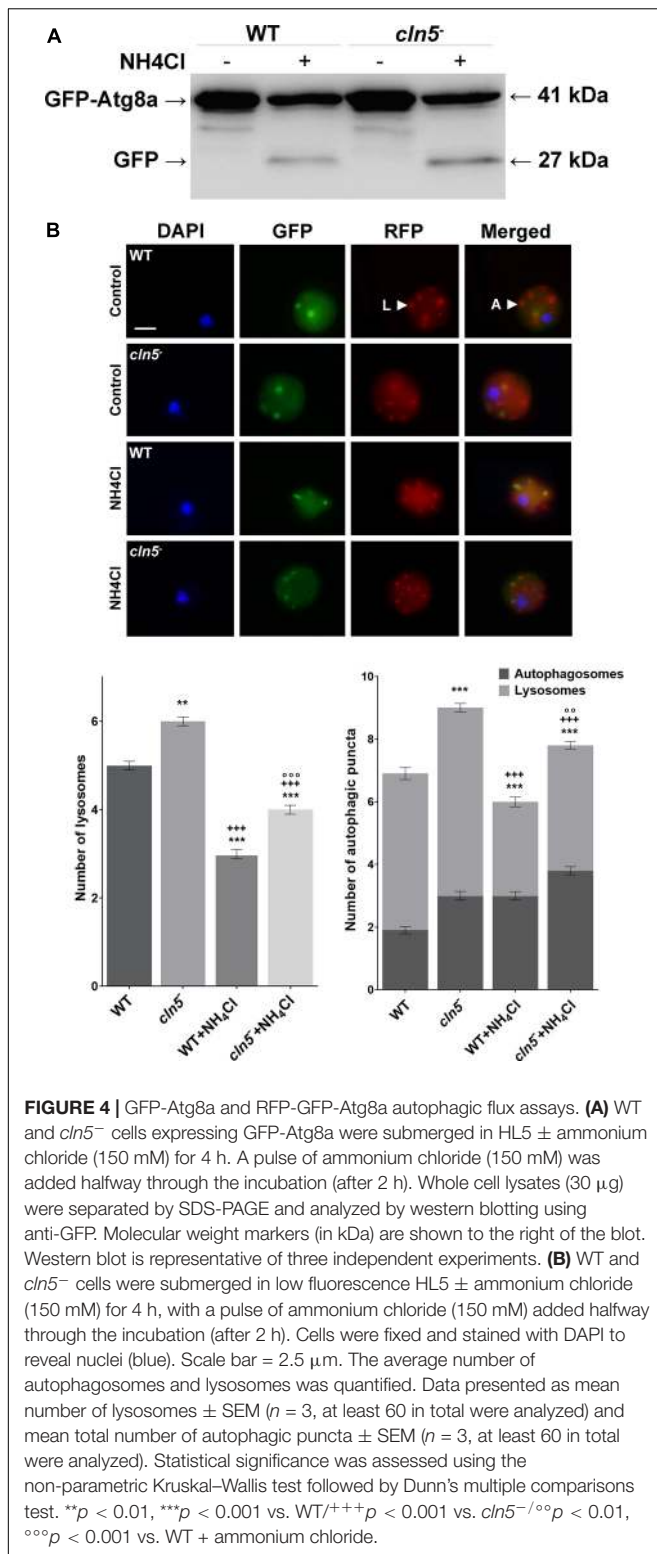 A
WT cln5-
NH4Cl - + - +
GFP-Atg8a → ← 41 kDa
GFP → ← 27 kDa
B
DAPI GFP RFP Merged
Control WT L A
Control cln5-
NH4Cl WT
NH4Cl cln5-
Number of lysosomes
6
4
2
0
**
+++
***
°°°
+++
***
WT cln5- WT+NH4Cl cln5-+NH4Cl
Number of autophagic puncta
10
8
6
4
2
0
Autophagosomes
Lysosomes
***
+++
***
°°
+++
***
WT cln5- WT+NH4Cl cln5-+NH4Cl
FIGURE 4 | GFP-Atg8a and RFP-GFP-Atg8a autophagic flux assays. (A) WT
and cln5− cells expressing GFP-Atg8a were submerged in HL5 ± ammonium
chloride (150 mM) for 4 h. A pulse of ammonium chloride (150 mM) was
added halfway through the incubation (after 2 h). Whole cell lysates (30 μg)
were separated by SDS-PAGE and analyzed by western blotting using
anti-GFP. Molecular weight markers (in kDa) are shown to the right of the blot.
Western blot is representative of three independent experiments. (B) WT and
cln5− cells were submerged in low fluorescence HL5 ± ammonium chloride
(150 mM) for 4 h, with a pulse of ammonium chloride (150 mM) added halfway
through the incubation (after 2 h). Cells were fixed and stained with DAPI to
reveal nuclei (blue). Scale bar = 2.5 μm. The average number of
autophagosomes and lysosomes was quantified. Data presented as mean
number of lysosomes ± SEM (n = 3, at least 60 in total were analyzed) and
mean total number of autophagic puncta ± SEM (n = 3, at least 60 in total
were analyzed). Statistical significance was assessed using the
non-parametric Kruskal–Wallis test followed by Dunn's multiple comparisons
test. **p < 0.01, ***p < 0.001 vs. WT/+++p < 0.001 vs. cln5−/°°p < 0.01,
°°°p < 0.001 vs. WT + ammonium chloride.